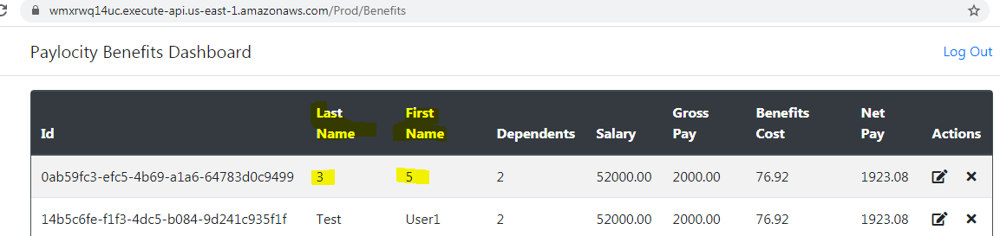 wmxrwq14uc.execute-api.us-east-1.amazonaws.com/Prod/Benefits
Paylocity Benefits Dashboard Log Out
Id Last Name First Name Dependents Salary Gross Pay Benefits Cost Net Pay Actions
0ab59fc3-efc5-4b69-a1a6-64783d0c9499 3 5 2 52000.00 2000.00 76.92 1923.08
14b5c6fe-f1f3-4dc5-b084-9d241c935f1f Test User1 2 52000.00 2000.00 76.92 1923.08